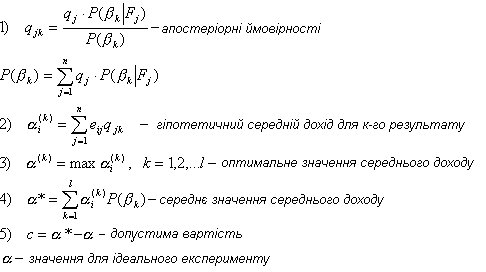 1) q_{jk} = \frac{q_j \cdot P(\beta_k | F_j)}{P(\beta_k)} – апостеріорні ймовірності
P(\beta_k) = \sum_{j=1}^{n} q_j \cdot P(\beta_k | F_j)
2) \alpha_i^{(k)} = \sum_{j=1}^{n} e_{ij} q_{jk} – гіпотетичний середній дохід для к-го результату
3) \alpha^{(k)} = \max \alpha_i^{(k)}, k = 1,2,...l – оптимальне значення середнього доходу
4) \alpha* = \sum_{k=1}^{l} \alpha_i^{(k)} P(\beta_k) – середнє значення середнього доходу
5) c = \alpha * - \alpha – допустима вартість
\alpha – значення для ідеального експерименту